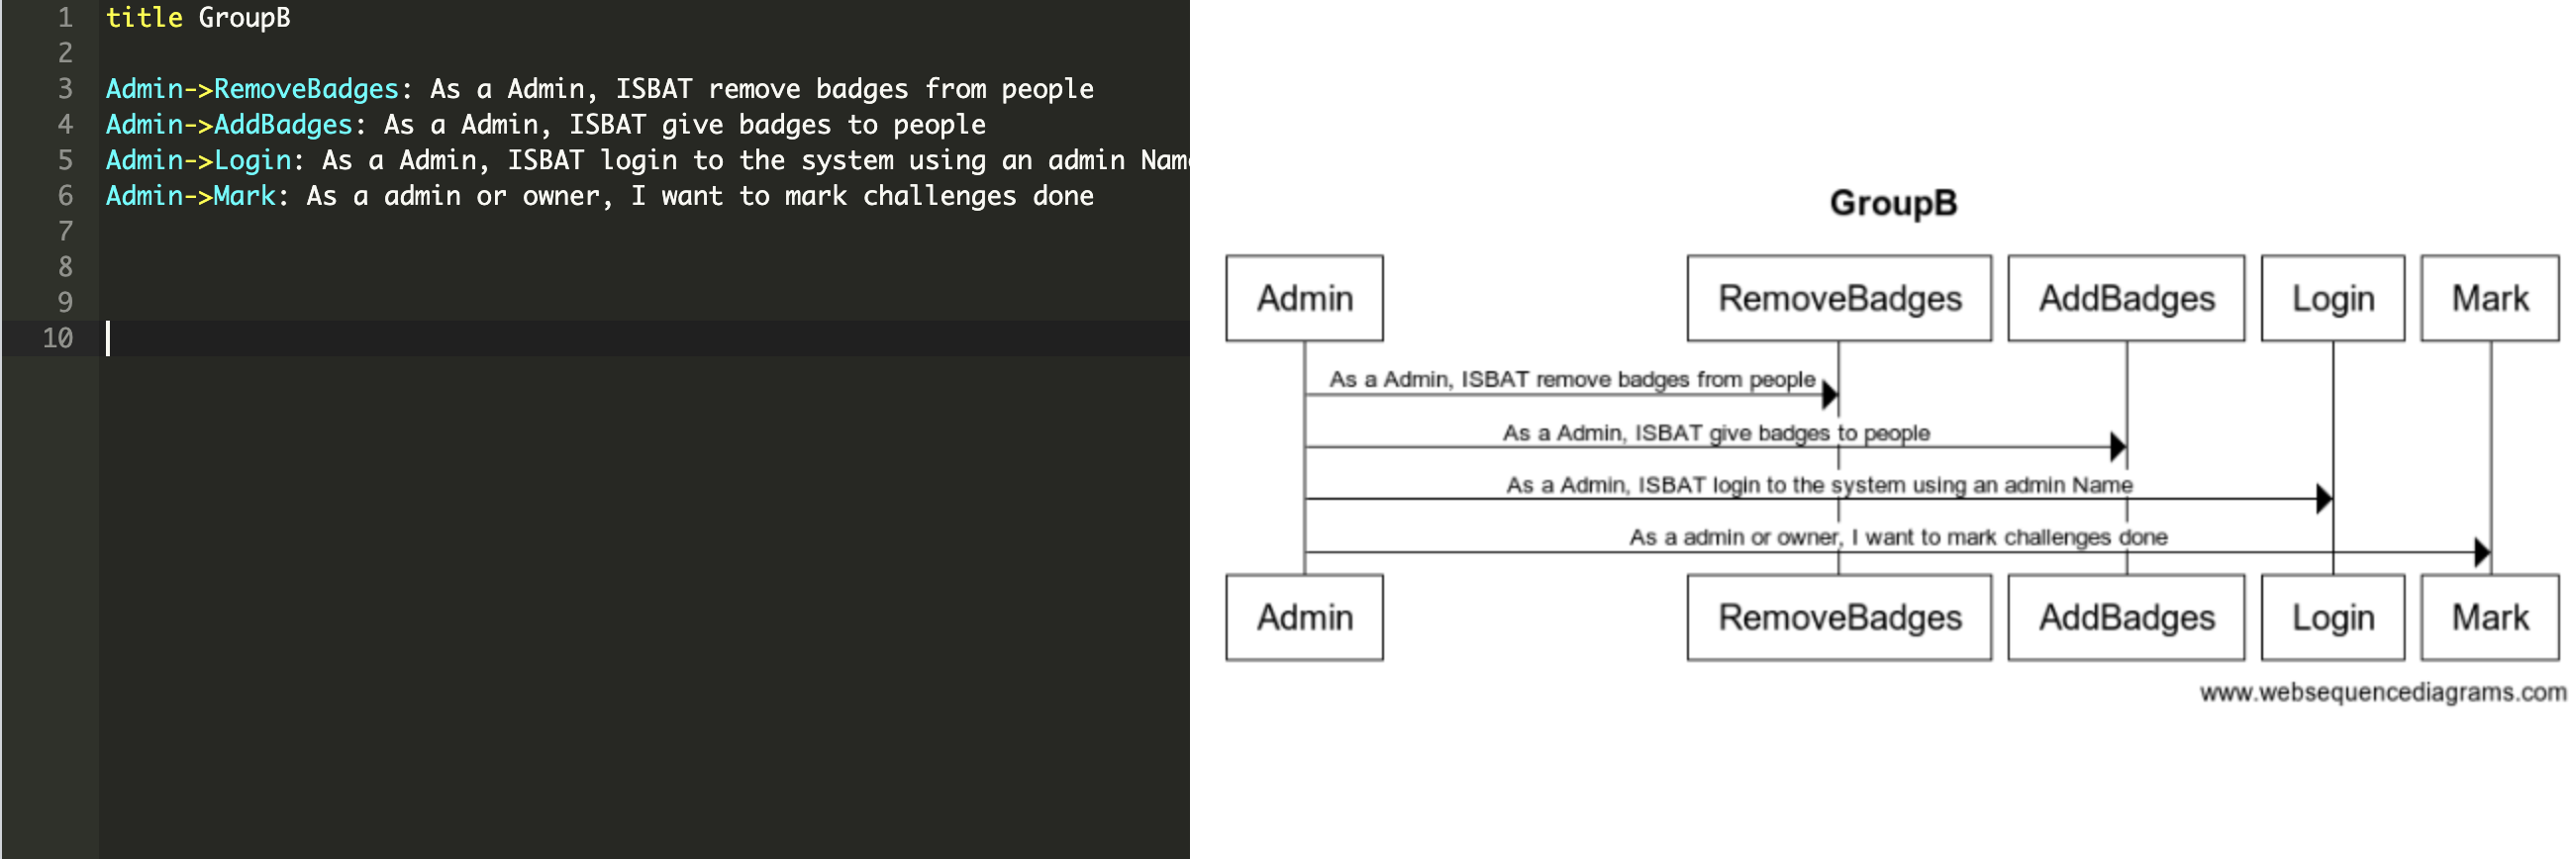 1 title GroupB
2
3 Admin->RemoveBadges: As a Admin, ISBAT remove badges from people
4 Admin->AddBadges: As a Admin, ISBAT give badges to people
5 Admin->Login: As a Admin, ISBAT login to the system using an admin Nam
6 Admin->Mark: As a admin or owner, I want to mark challenges done
7
8
9
10
GroupB
Admin RemoveBadges AddBadges Login Mark
As a Admin, ISBAT remove badges from people
As a Admin, ISBAT give badges to people
As a Admin, ISBAT login to the system using an admin Name
As a admin or owner, I want to mark challenges done
Admin RemoveBadges AddBadges Login Mark
www.websequencediagrams.com